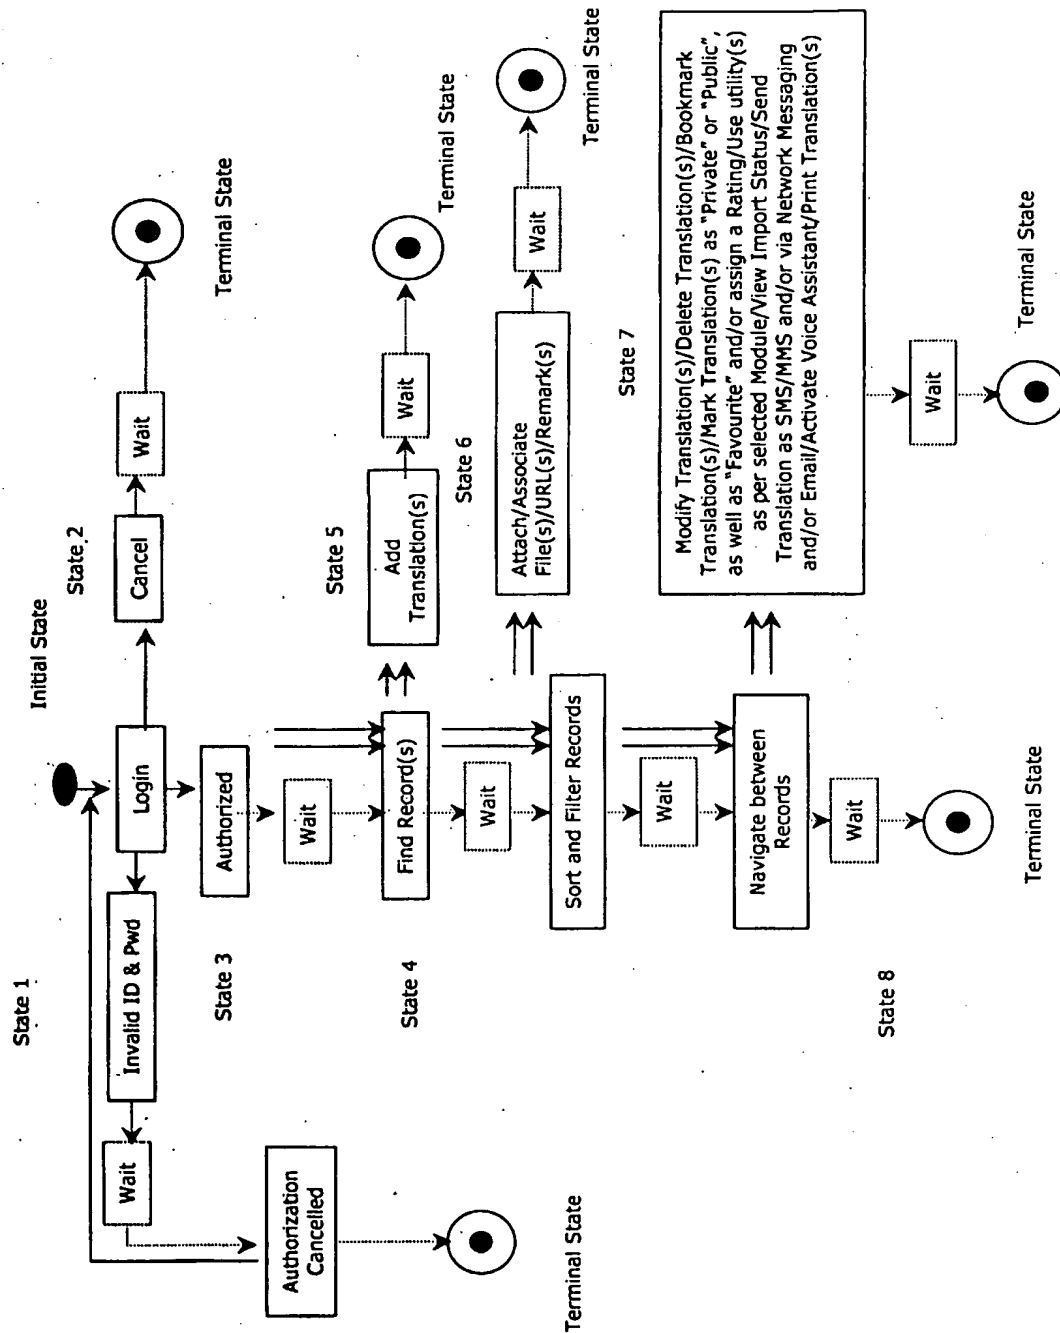 State 1
Initial State
State 2
Invalid ID & Pwd
Login
Cancel
Wait
Terminal State
Wait
State 3
Authorized
Authorization
Cancelled
Wait
State 5
Terminal State
State 4
Find Record(s)
Add
Translation(s)
Wait
Terminal State
Wait
State 6
Sort and Filter Records
Attach/Associate
File(s)/URL(s)/Remark(s)
Wait
Terminal State
Wait
State 7
Navigate between
Records
Modify Translation(s)/Delete Translation(s)/Bookmark
Translation(s)/Mark Translation(s) as "Private" or "Public",
as well as "Favourite" and/or assign a Rating/Use utility(s)
as per selected Module/View Import Status/Send
Translation as SMS/MMS and/or via Network Messaging
and/or Email/Activate Voice Assistant/Print Translation(s)
State 8
Wait
Wait
Terminal State
Terminal State